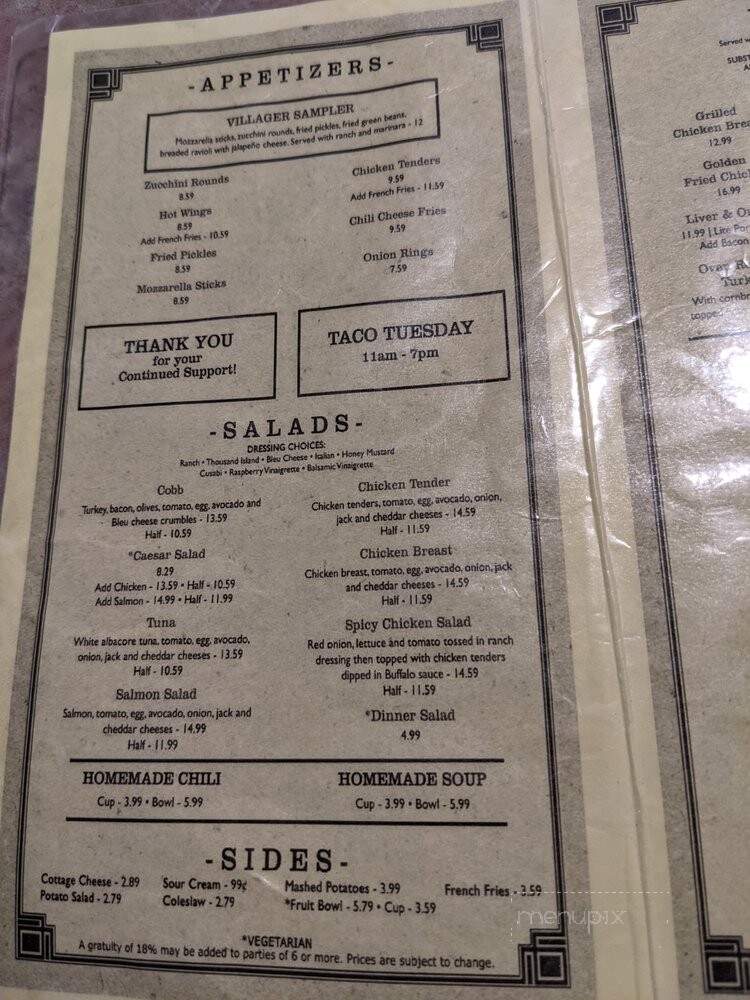 -APPETIZERS-
VILLAGER SAMPLER
Mozzarella sticks, zucchini rounds, fried pickles, fried green beans,
breaded ravioli with jalapeño cheese. Served with ranch and marinara - 12
Zucchini Rounds
8.59
Hot Wings
8.59
Add French Fries - 10.59
Fried Pickles
8.59
Mozzarella Sticks
8.59
Chicken Tenders
9.59
Add French Fries - 11.59
Chili Cheese Fries
9.59
Onion Rings
7.59
THANK YOU
for your
Continued Support!
TACO TUESDAY
11am - 7pm
-SALADS-
DRESSING CHOICES:
Ranch • Thousand Island • Bleu Cheese • Italian • Honey Mustard
Cusabi • Raspberry Vinaigrette • Balsamic Vinaigrette
Cobb
Turkey, bacon, olives, tomato, egg, avocado and
Bleu cheese crumbles - 13.59
Half - 10.59
*Caesar Salad
8.29
Add Chicken - 13.59 • Half - 10.59
Add Salmon - 14.99 • Half - 11.99
Tuna
White albacore tuna, tomato, egg, avocado,
onion, jack and cheddar cheeses - 13.59
Half - 10.59
Salmon Salad
Salmon, tomato, egg, avocado, onion, jack and
cheddar cheeses - 14.99
Half - 11.99
Chicken Tender
Chicken tenders, tomato, egg, avocado, onion,
jack and cheddar cheeses - 14.59
Half - 11.59
Chicken Breast
Chicken breast, tomato, egg, avocado, onion, jack
and cheddar cheeses - 14.59
Half - 11.59
Spicy Chicken Salad
Red onion, lettuce and tomato tossed in ranch
dressing then topped with chicken tenders
dipped in Buffalo sauce - 14.59
Half - 11.59
*Dinner Salad
4.99
HOMEMADE CHILI
Cup - 3.99 • Bowl - 5.99
HOMEMADE SOUP
Cup - 3.99 • Bowl - 5.99
-SIDES-
Cottage Cheese - 2.89
Potato Salad - 2.79
Sour Cream - 99¢
Coleslaw - 2.79
Mashed Potatoes - 3.99
*Fruit Bowl - 5.79 • Cup - 3.59
French Fries - 3.59
*VEGETARIAN
A gratuity of 18% may be added to parties of 6 or more. Prices are subject to change.
menupix
Served
SUBST
Grilled
Chicken Brea
12.99
Golden
Fried Chic
16.99
Liver & O
11.99 | Lite Por
Add Bacon
Turk
With cornbr